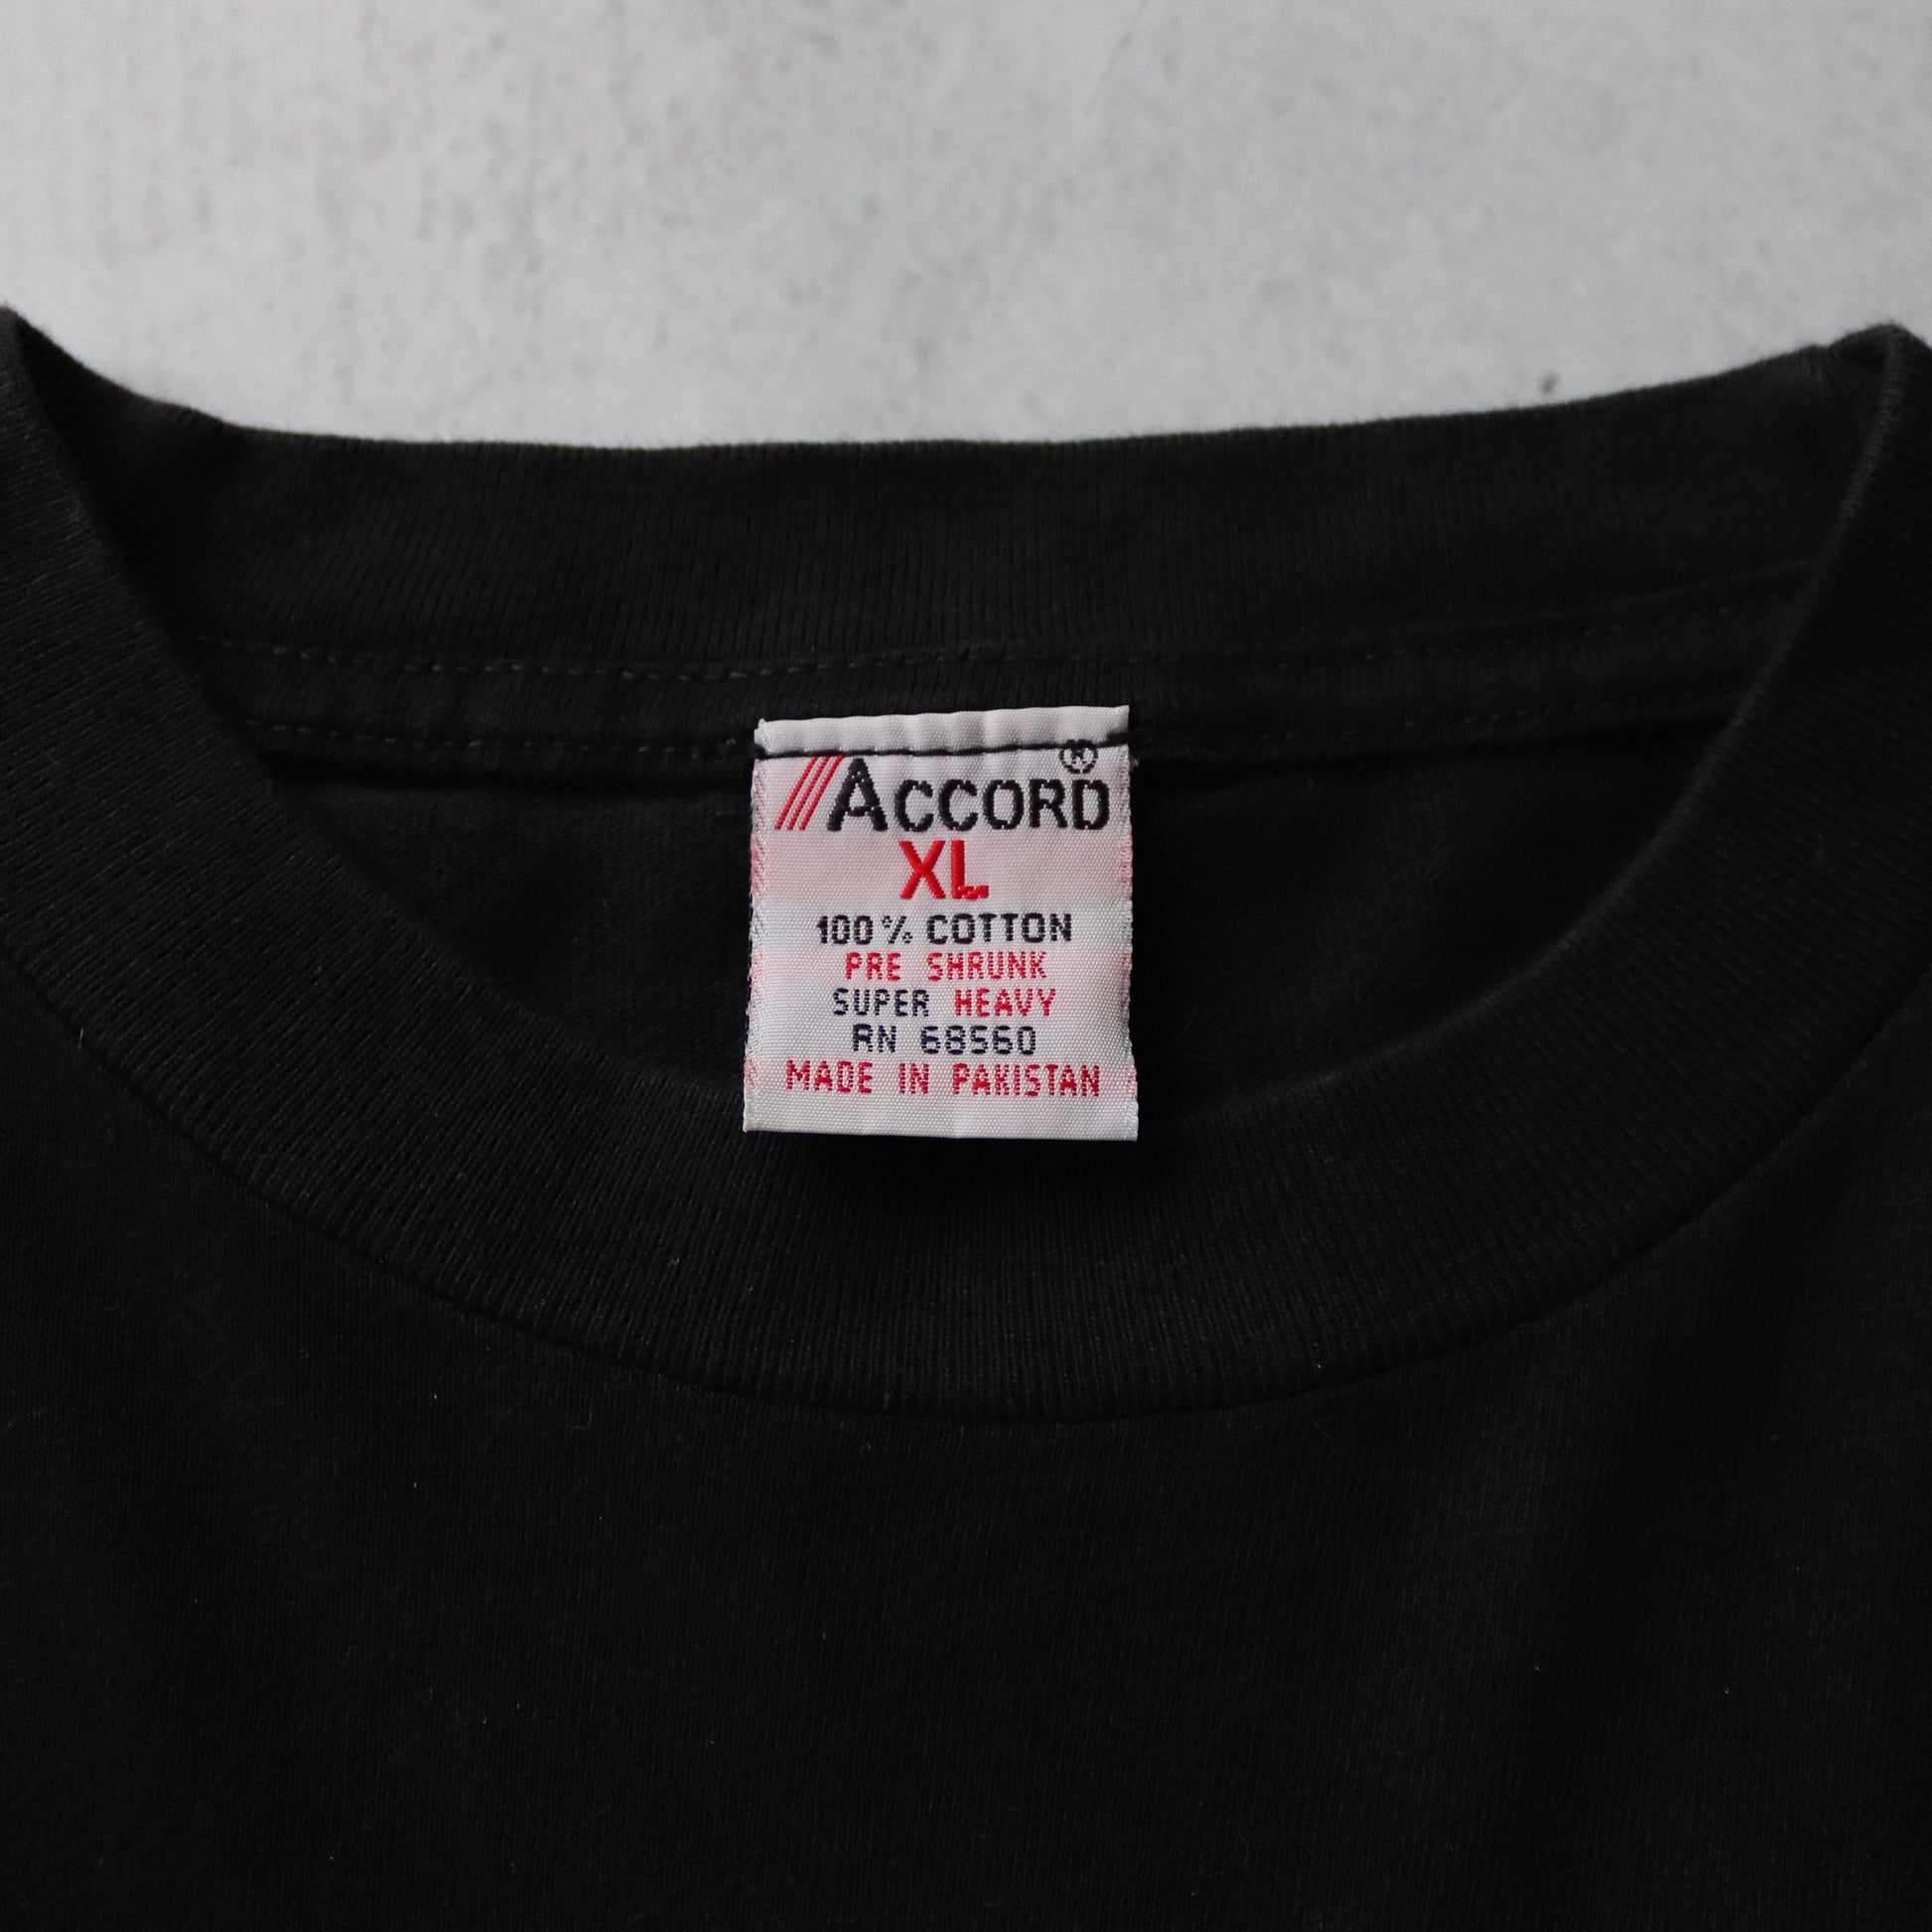 ACCORD®
XL
100% COTTON
PRE SHRUNK
SUPER HEAVY
RN 68560
MADE IN PAKISTAN